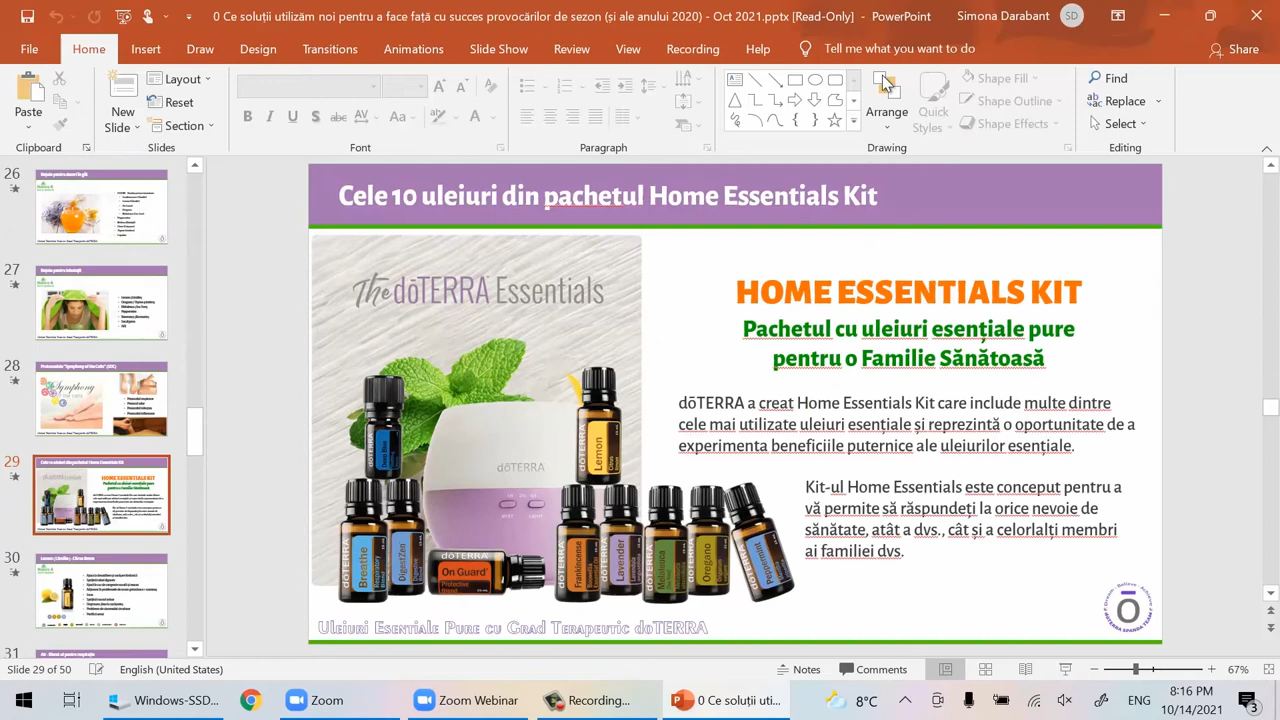 0 Ce soluții utilizăm noi pentru a face față cu succes provocărilor de sezon (și ale anului 2020) - Oct 2021.pptx [Read-Only] - PowerPoint
Simona Darabant SD
File Home Insert Draw Design Transitions Animations Slide Show Review View Recording Help Tell me what you want to do Share
Paste
New Slide
Layout
Reset
Section
Arrange
Quick Styles
Shape Fill
Shape Outline
Shape Effects
Find
Replace
Select
Clipboard Slides Font Paragraph Drawing Editing
26
27
28
29
30
31
Cele 10 uleiuri din pachetul Home Essentials Kit
The dōTERRA Essentials
HOME ESSENTIALS KIT
Pachetul cu uleiuri esențiale pure
pentru o Familie Sănătoasă
dōTERRA a creat Home Essentials Kit care include multe dintre
cele mai utilizate uleiuri esențiale și reprezintă o oportunitate de a
experimenta beneficiile puternice ale uleiurilor esențiale.
Kit-ul Home Essentials este conceput pentru a
vă permite să răspundeți la orice nevoie de
sănătate, atât a dvs., cât și a celorlalți membri
ai familiei dvs.
dōTERRA
Lemon
dōTERRA
On Guard
Protective
Frankincense
Lavender
Melaleuca
Oregano
Uleiuri Esențiale Pure cu Grad Terapeutic doTERRA
Slide 29 of 50 English (United States) Notes Comments 67%
Windows-SSD... Zoom Zoom Webinar Recording... 0 Ce soluții uti... 8°C ENG
8:16 PM
10/14/2021
3